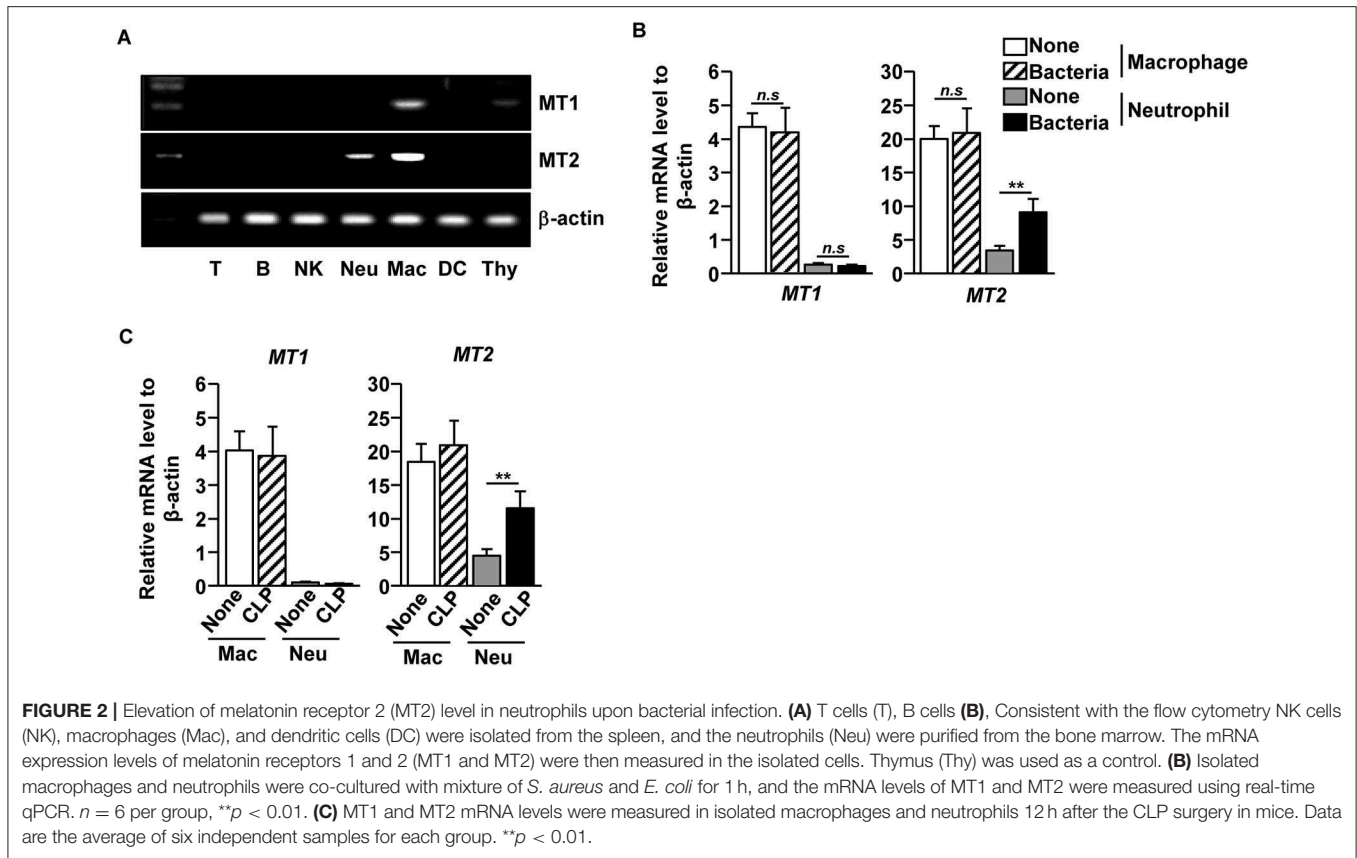 A
MT1
MT2
β-actin
T B NK Neu Mac DC Thy
B
None
Bacteria
Macrophage
None
Bacteria
Neutrophil
Relative mRNA level to
β-actin
6
5
4
3
2
1
0
n.s
n.s
MT1
30
25
20
15
10
5
0
n.s
**
MT2
C
MT1
Relative mRNA level to
β-actin
6
5
4
3
2
1
0
None CLP None CLP
Mac Neu
MT2
30
25
20
15
10
5
0
**
None CLP None CLP
Mac Neu
FIGURE 2 | Elevation of melatonin receptor 2 (MT2) level in neutrophils upon bacterial infection. (A) T cells (T), B cells (B), Consistent with the flow cytometry NK cells
(NK), macrophages (Mac), and dendritic cells (DC) were isolated from the spleen, and the neutrophils (Neu) were purified from the bone marrow. The mRNA
expression levels of melatonin receptors 1 and 2 (MT1 and MT2) were then measured in the isolated cells. Thymus (Thy) was used as a control. (B) Isolated
macrophages and neutrophils were co-cultured with mixture of S. aureus and E. coli for 1 h, and the mRNA levels of MT1 and MT2 were measured using real-time
qPCR. n = 6 per group, **p < 0.01. (C) MT1 and MT2 mRNA levels were measured in isolated macrophages and neutrophils 12 h after the CLP surgery in mice. Data
are the average of six independent samples for each group. **p < 0.01.